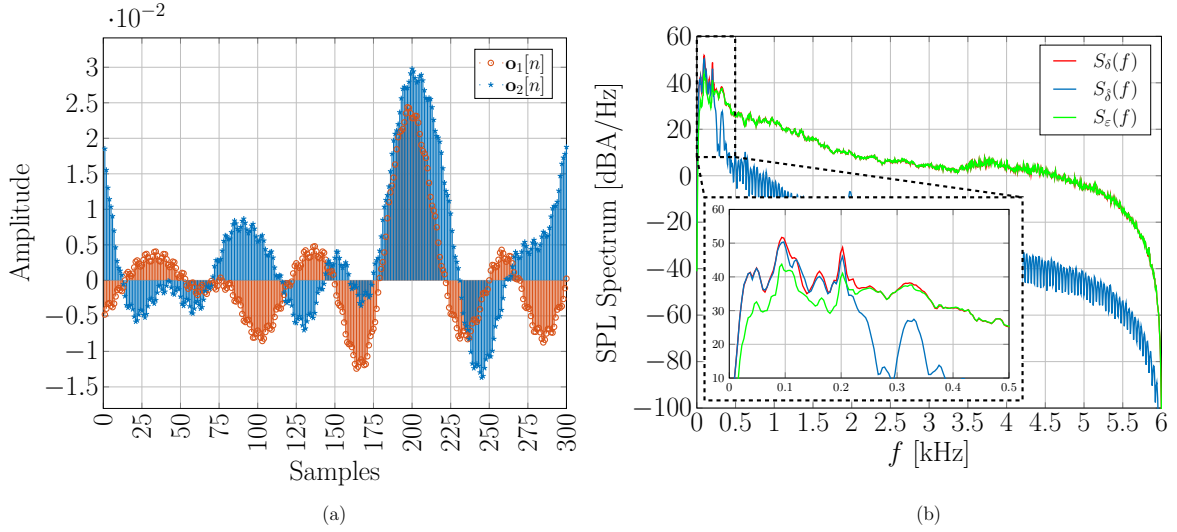 ·10⁻²
3
2.5
2
1.5
1
0.5
0
−0.5
−1
−1.5
Amplitude
0 25 50 75 100 125 150 175 200 225 250 275 300
Samples
o₁[n]
o₂[n]
(a)
60
40
20
0
−20
−40
−60
−80
−100
SPL Spectrum [dBA/Hz]
S_δ(f)
S_δ̂(f)
S_ε(f)
60
50
40
30
20
10
0 0.1 0.2 0.3 0.4 0.5
0 0.5 1 1.5 2 2.5 3 3.5 4 4.5 5 5.5 6
f [kHz]
(b)